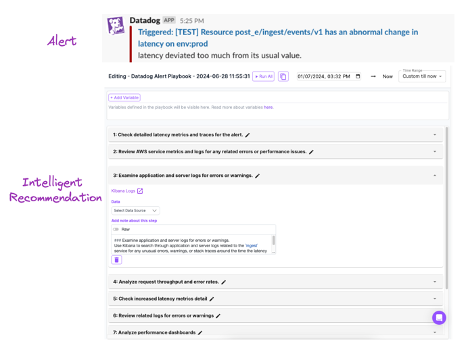 Alert
Datadog APP 5:25 PM
Triggered: [TEST] Resource post_e/ingest/events/v1 has an abnormal change in
latency on env:prod
latency deviated too much from its usual value.
Editing - Datadog Alert Playbook - 2024-06-28 11:55:31
Run All
01/07/2024, 03:32 PM
→ Now
Time Range
Custom till now
+ Add Variable
Variables defined in the playbook will be visible here. Read more about variables here.
1: Check detailed latency metrics and traces for the alert.
2: Review AWS service metrics and logs for any related errors or performance issues.
Intelligent
Recommendation
3: Examine application and server logs for errors or warnings.
Kibana Logs
Data
Select Data Source
Add note about this step
Raw
### Examine application and server logs for errors or warnings.
Use Kibana to search through application and server logs related to the 'ingest'
service for any unusual errors, warnings, or stack traces around the time the latency
4: Analyze request throughput and error rates.
5: Check increased latency metrics detail
6: Review related logs for errors or warnings
7: Analyze performance dashboards